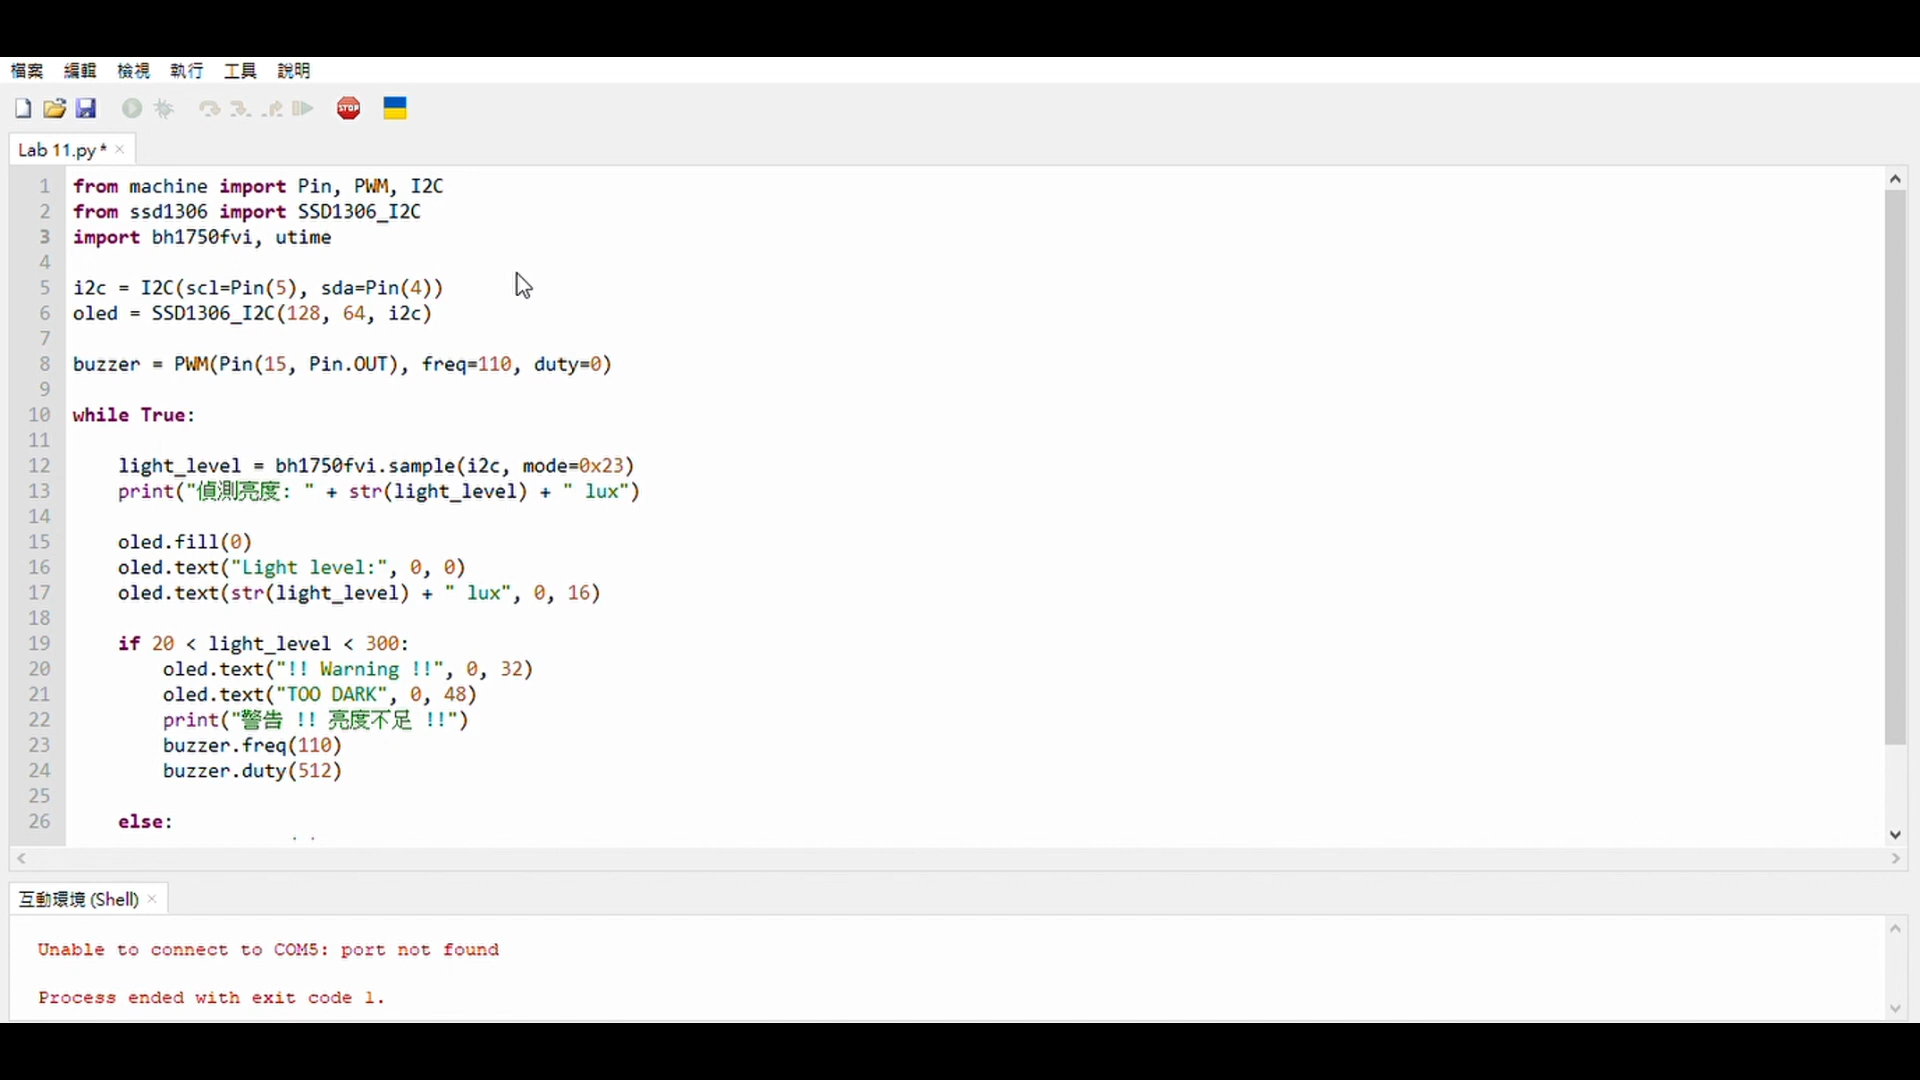 檔案 編輯 檢視 執行 工具 說明
STOP
Lab 11.py * ×
1 from machine import Pin, PWM, I2C
2 from ssd1306 import SSD1306_I2C
3 import bh1750fvi, utime
4
5 i2c = I2C(scl=Pin(5), sda=Pin(4))
6 oled = SSD1306_I2C(128, 64, i2c)
7
8 buzzer = PWM(Pin(15, Pin.OUT), freq=110, duty=0)
9
10 while True:
11
12     light_level = bh1750fvi.sample(i2c, mode=0x23)
13     print("偵測亮度: " + str(light_level) + " lux")
14
15     oled.fill(0)
16     oled.text("Light level:", 0, 0)
17     oled.text(str(light_level) + " lux", 0, 16)
18
19     if 20 < light_level < 300:
20         oled.text("!! Warning !!", 0, 32)
21         oled.text("TOO DARK", 0, 48)
22         print("警告 !! 亮度不足 !!")
23         buzzer.freq(110)
24         buzzer.duty(512)
25
26     else:
互動環境 (Shell) ×
Unable to connect to COM5: port not found
Process ended with exit code 1.